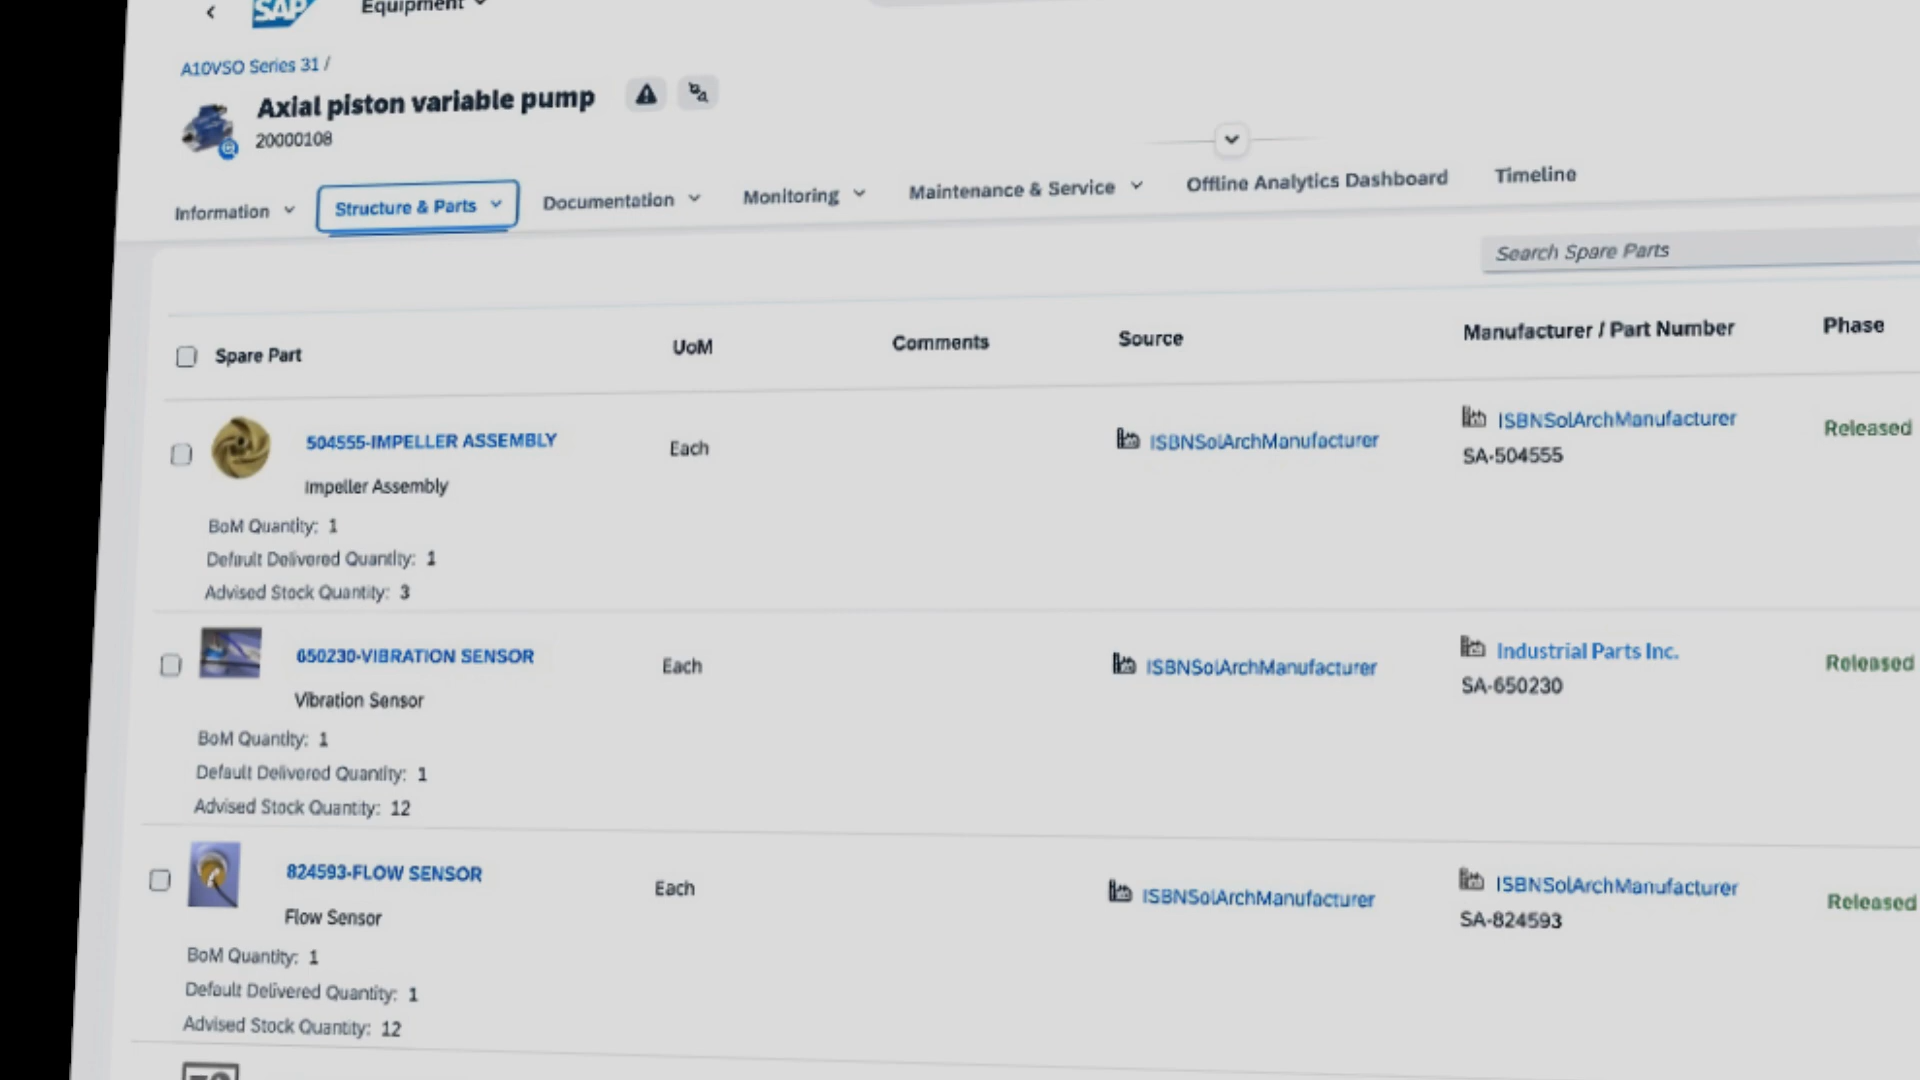 SAP Equipment
A10VSO Series 31 /
Axial piston variable pump
20000108
Information
Structure & Parts
Documentation
Monitoring
Maintenance & Service
Offline Analytics Dashboard
Timeline
Search Spare Parts
Spare Part UoM Comments Source Manufacturer / Part Number Phase
504555-IMPELLER ASSEMBLY Each ISBNSolArchManufacturer ISBNSolArchManufacturer Released
SA-504555
Impeller Assembly
BoM Quantity: 1
Default Delivered Quantity: 1
Advised Stock Quantity: 3
650230-VIBRATION SENSOR Each ISBNSolArchManufacturer Industrial Parts Inc. Released
SA-650230
Vibration Sensor
BoM Quantity: 1
Default Delivered Quantity: 1
Advised Stock Quantity: 12
824593-FLOW SENSOR Each ISBNSolArchManufacturer ISBNSolArchManufacturer Released
SA-824593
Flow Sensor
BoM Quantity: 1
Default Delivered Quantity: 1
Advised Stock Quantity: 12